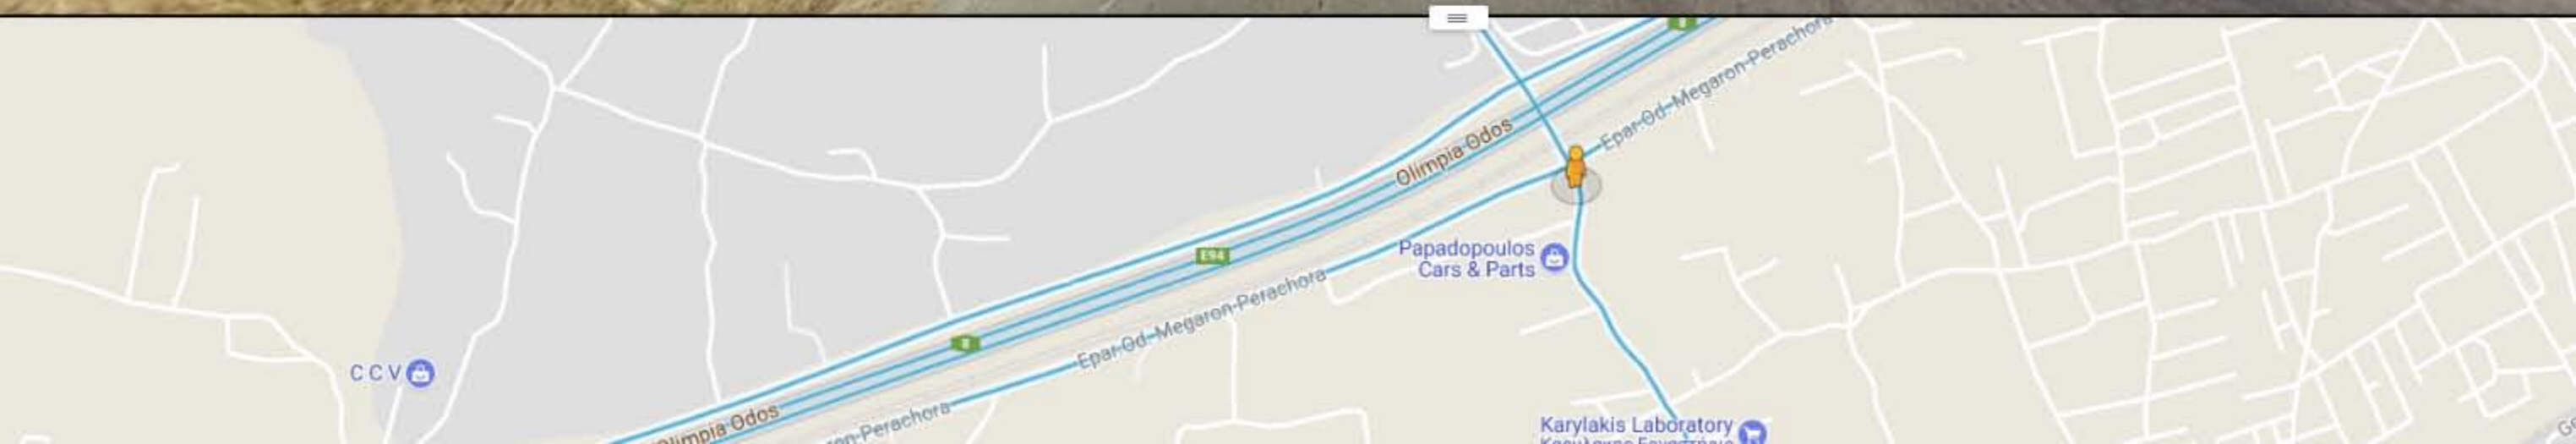 8
Epar·Od·Megaron-Perachora
Olimpia Odos
Papadopoulos
Cars & Parts
E94
Epar·Od·Megaron-Perachora
8
C C V
Olimpia Odos
Perachora
Karylakis Laboratory